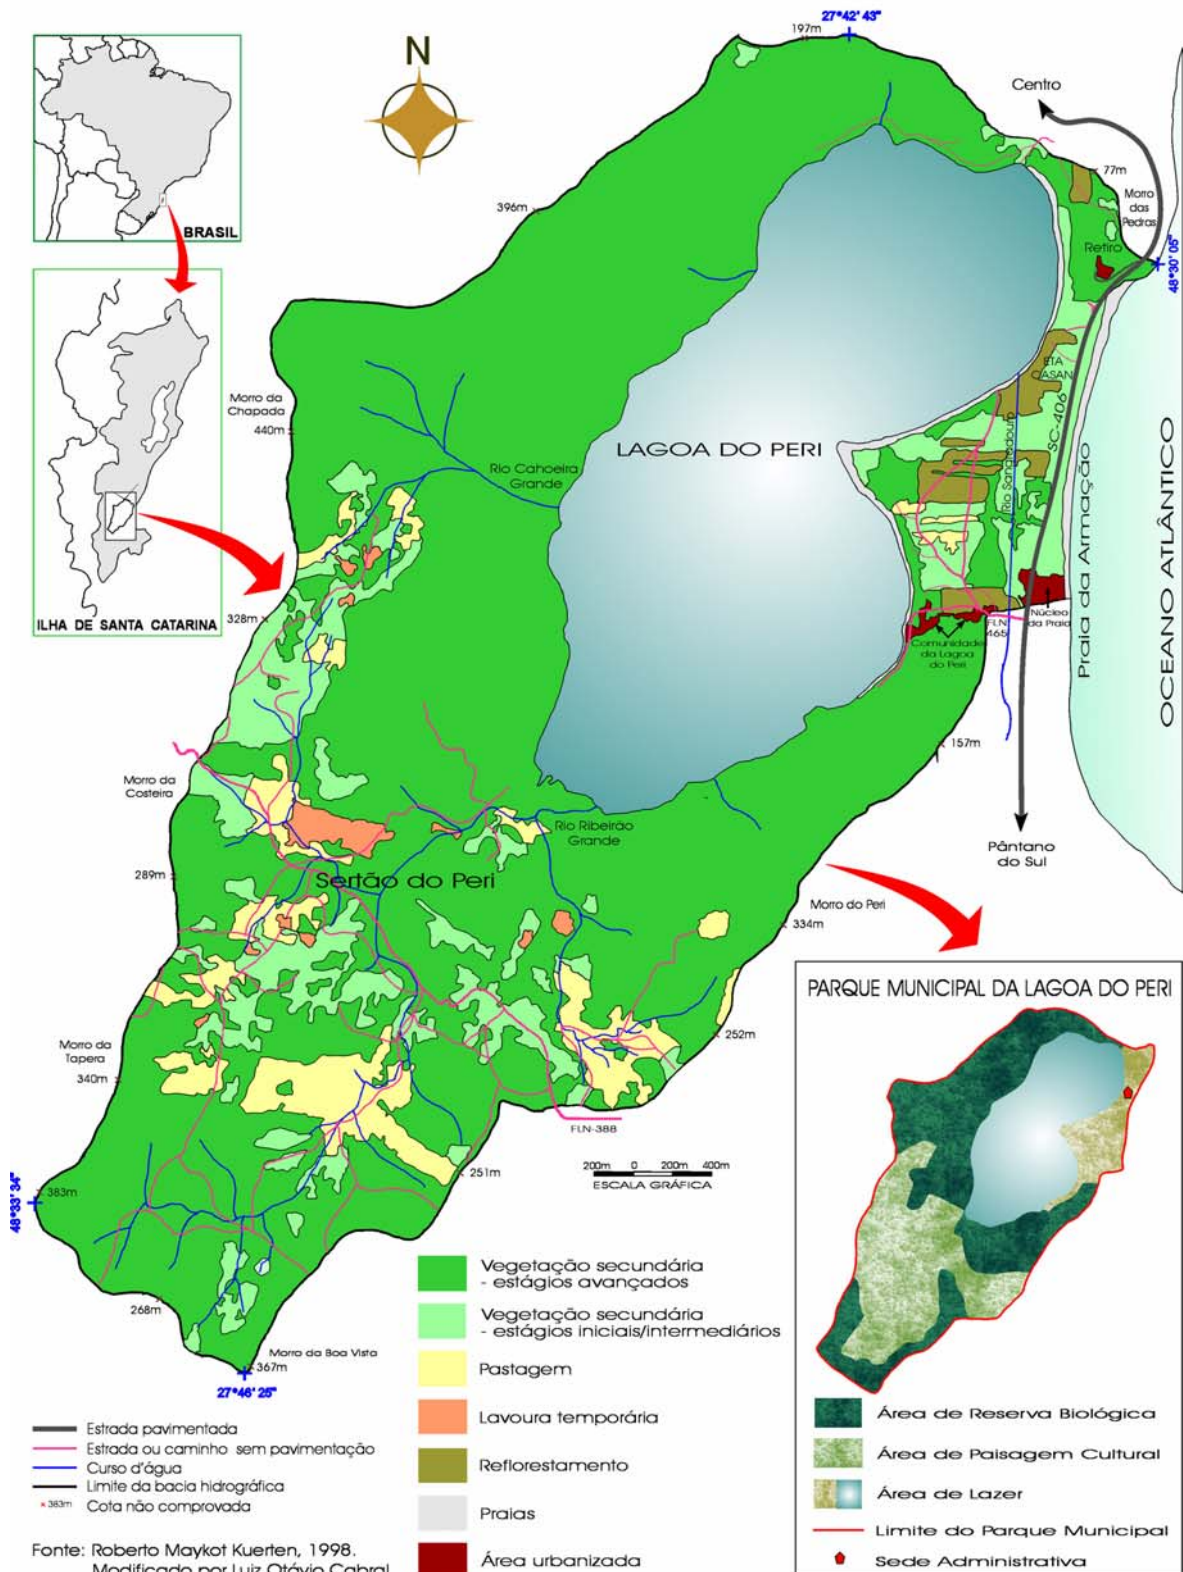 27°42' 43"
197m
N
Centro
BRASIL
77m
Morro
das
Pedras
396m
Retiro
48°30' 05"
ETA
CASAN
Morro da
Chapada
440m
SC-406
LAGOA DO PERI
Rio Cahoeira
Grande
Rio Sangradouro
Praia da Armação
OCEANO ATLÂNTICO
328m
ILHA DE SANTA CATARINA
Núcleo
da Praia
FLN
465
Comunidade
da Lagoa
do Peri
157m
Morro da
Costeira
Rio Ribeirão
Grande
Pântano
do Sul
289m
Sertão do Peri
Morro do Peri
334m
PARQUE MUNICIPAL DA LAGOA DO PERI
252m
Morro da
Tapera
340m
FLN-388
251m
200m 0 200m 400m
ESCALA GRÁFICA
383m
48°33' 34"
268m
Morro da Boa Vista
367m
27°46' 25"
Vegetação secundária
- estágios avançados
Vegetação secundária
- estágios iniciais/intermediários
Pastagem
Lavoura temporária
Reflorestamento
Praias
Área urbanizada
Estrada pavimentada
Estrada ou caminho sem pavimentação
Curso d'água
Limite da bacia hidrográfica
383m Cota não comprovada
Fonte: Roberto Maykot Kuerten, 1998.
Modificado por Luiz Otávio Cabral
Área de Reserva Biológica
Área de Paisagem Cultural
Área de Lazer
Limite do Parque Municipal
Sede Administrativa